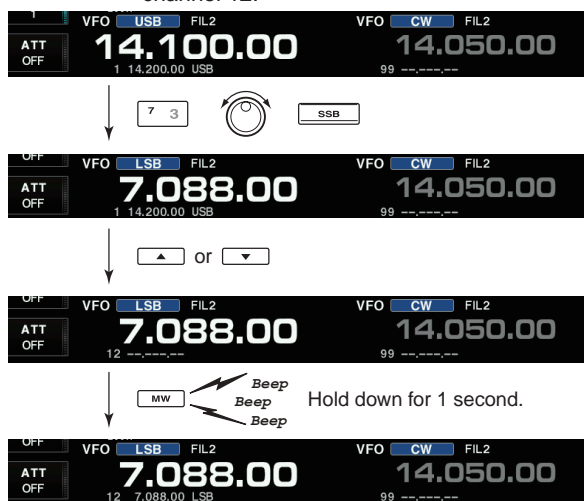 channel 12.
1 VFO USB FIL2 VFO CW FIL2
ATT 14.100.00 14.050.00
OFF
1 14.200.00 USB 99 --.---.--
7 3 SSB
OFF VFO LSB FIL2 VFO CW FIL2
ATT 7.088.00 14.050.00
OFF
1 14.200.00 USB 99 --.---.--
▲ or ▼
OFF VFO LSB FIL2 VFO CW FIL2
ATT 7.088.00 14.050.00
OFF
12 --.---.-- 99 --.---.--
Beep
MW Beep Hold down for 1 second.
Beep
OFF VFO LSB FIL2 VFO CW FIL2
ATT 7.088.00 14.050.00
OFF
12 7.088.00 LSB 99 --.---.--